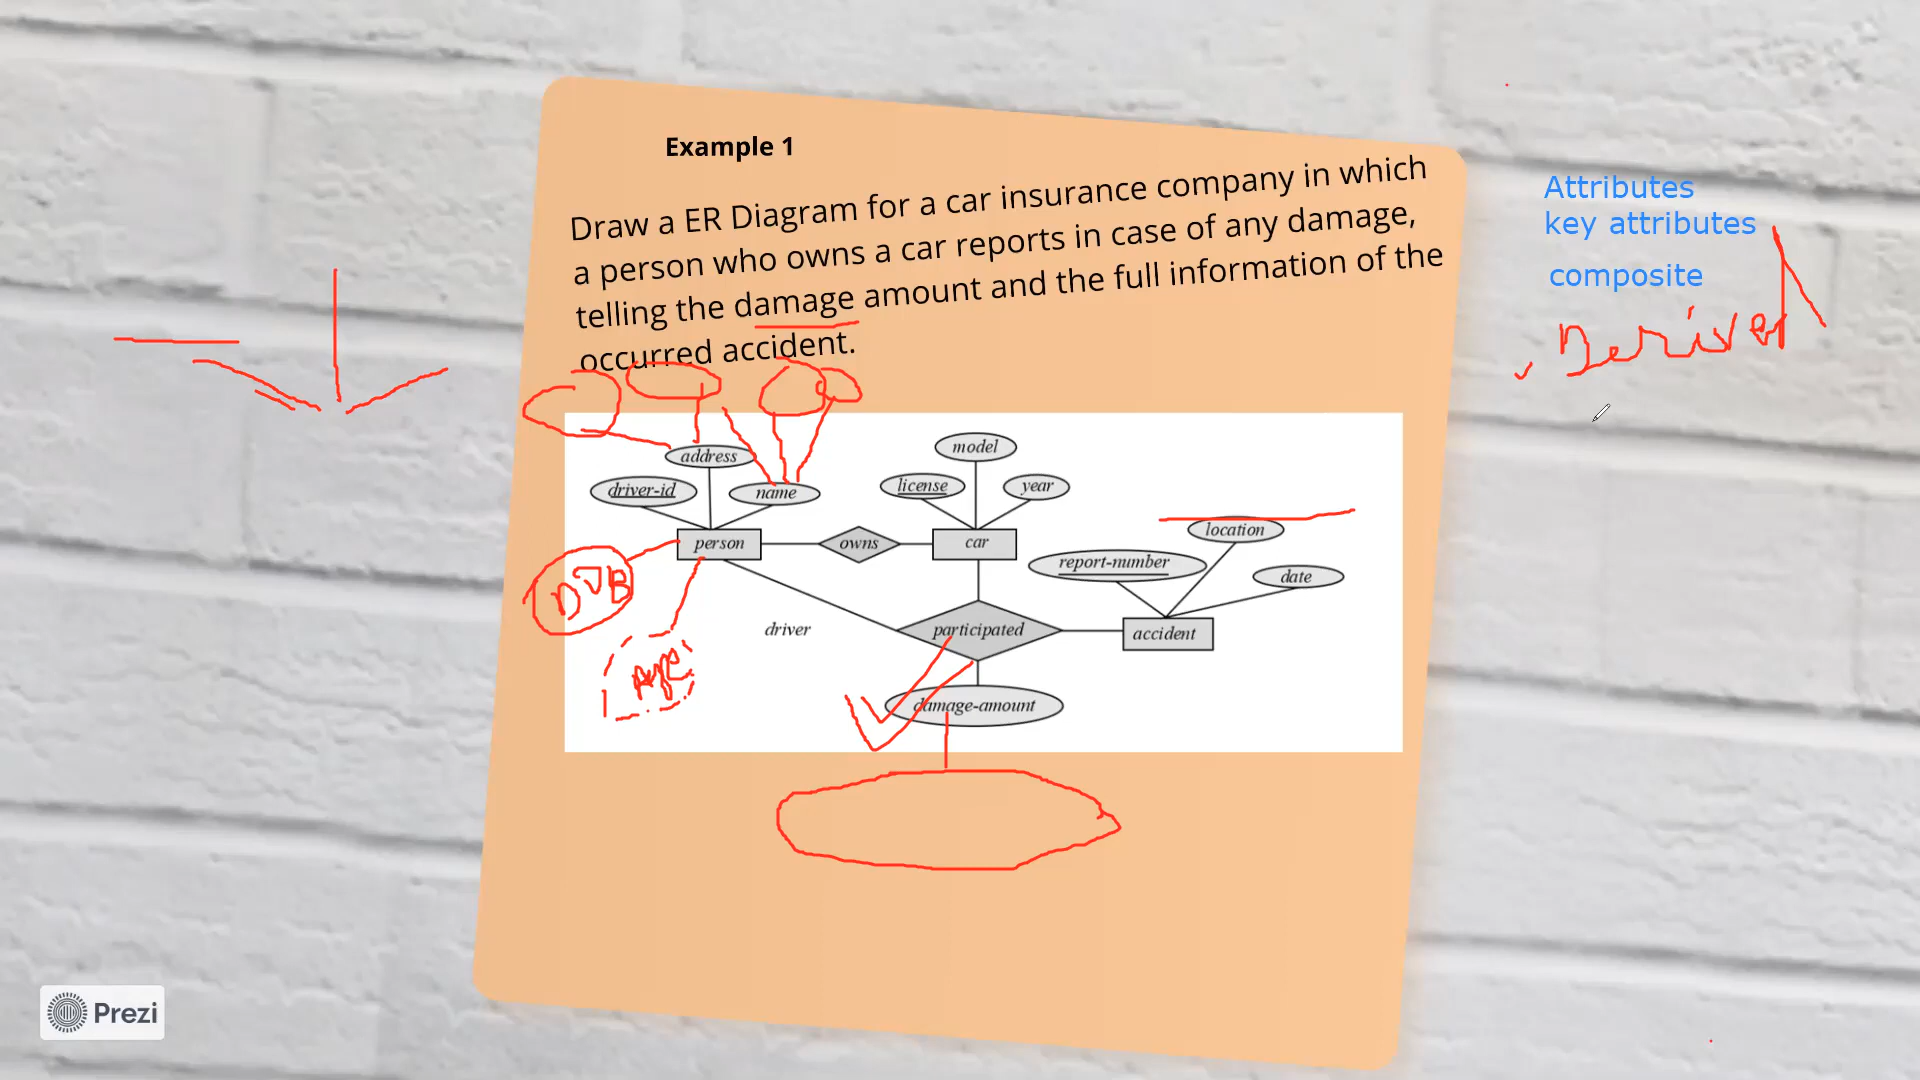 Example 1
Draw a ER Diagram for a car insurance company in which
a person who owns a car reports in case of any damage,
telling the damage amount and the full information of the
occurred accident.
Attributes
key attributes
composite
Derived
address
driver-id
name
model
license
year
person
owns
car
location
report-number
date
DOB
driver
participated
accident
Age
damage-amount
Prezi